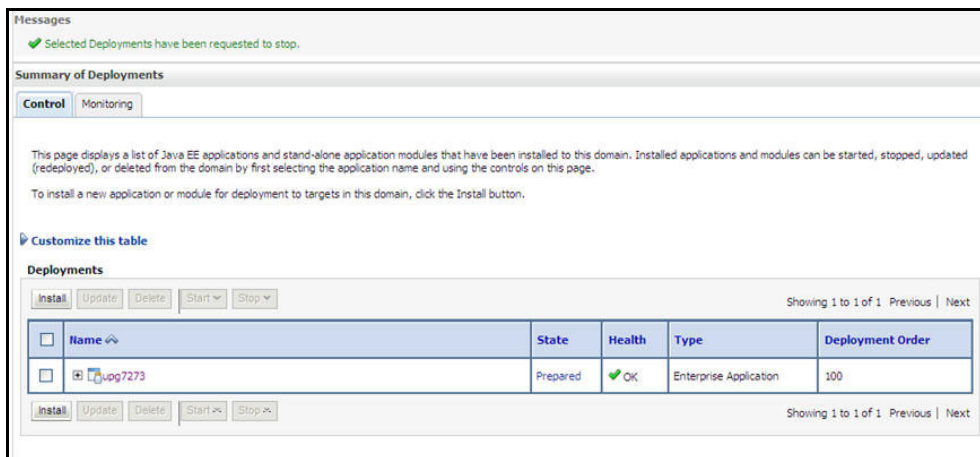 Messages
Selected Deployments have been requested to stop.
Summary of Deployments
Control Monitoring
This page displays a list of Java EE applications and stand-alone application modules that have been installed to this domain. Installed applications and modules can be started, stopped, updated
(redeployed), or deleted from the domain by first selecting the application name and using the controls on this page.
To install a new application or module for deployment to targets in this domain, click the Install button.
Customize this table
Deployments
Install Update Delete Start Stop Showing 1 to 1 of 1 Previous | Next
Name State Health Type Deployment Order
upg7273 Prepared OK Enterprise Application 100
Install Update Delete Start Stop Showing 1 to 1 of 1 Previous | Next